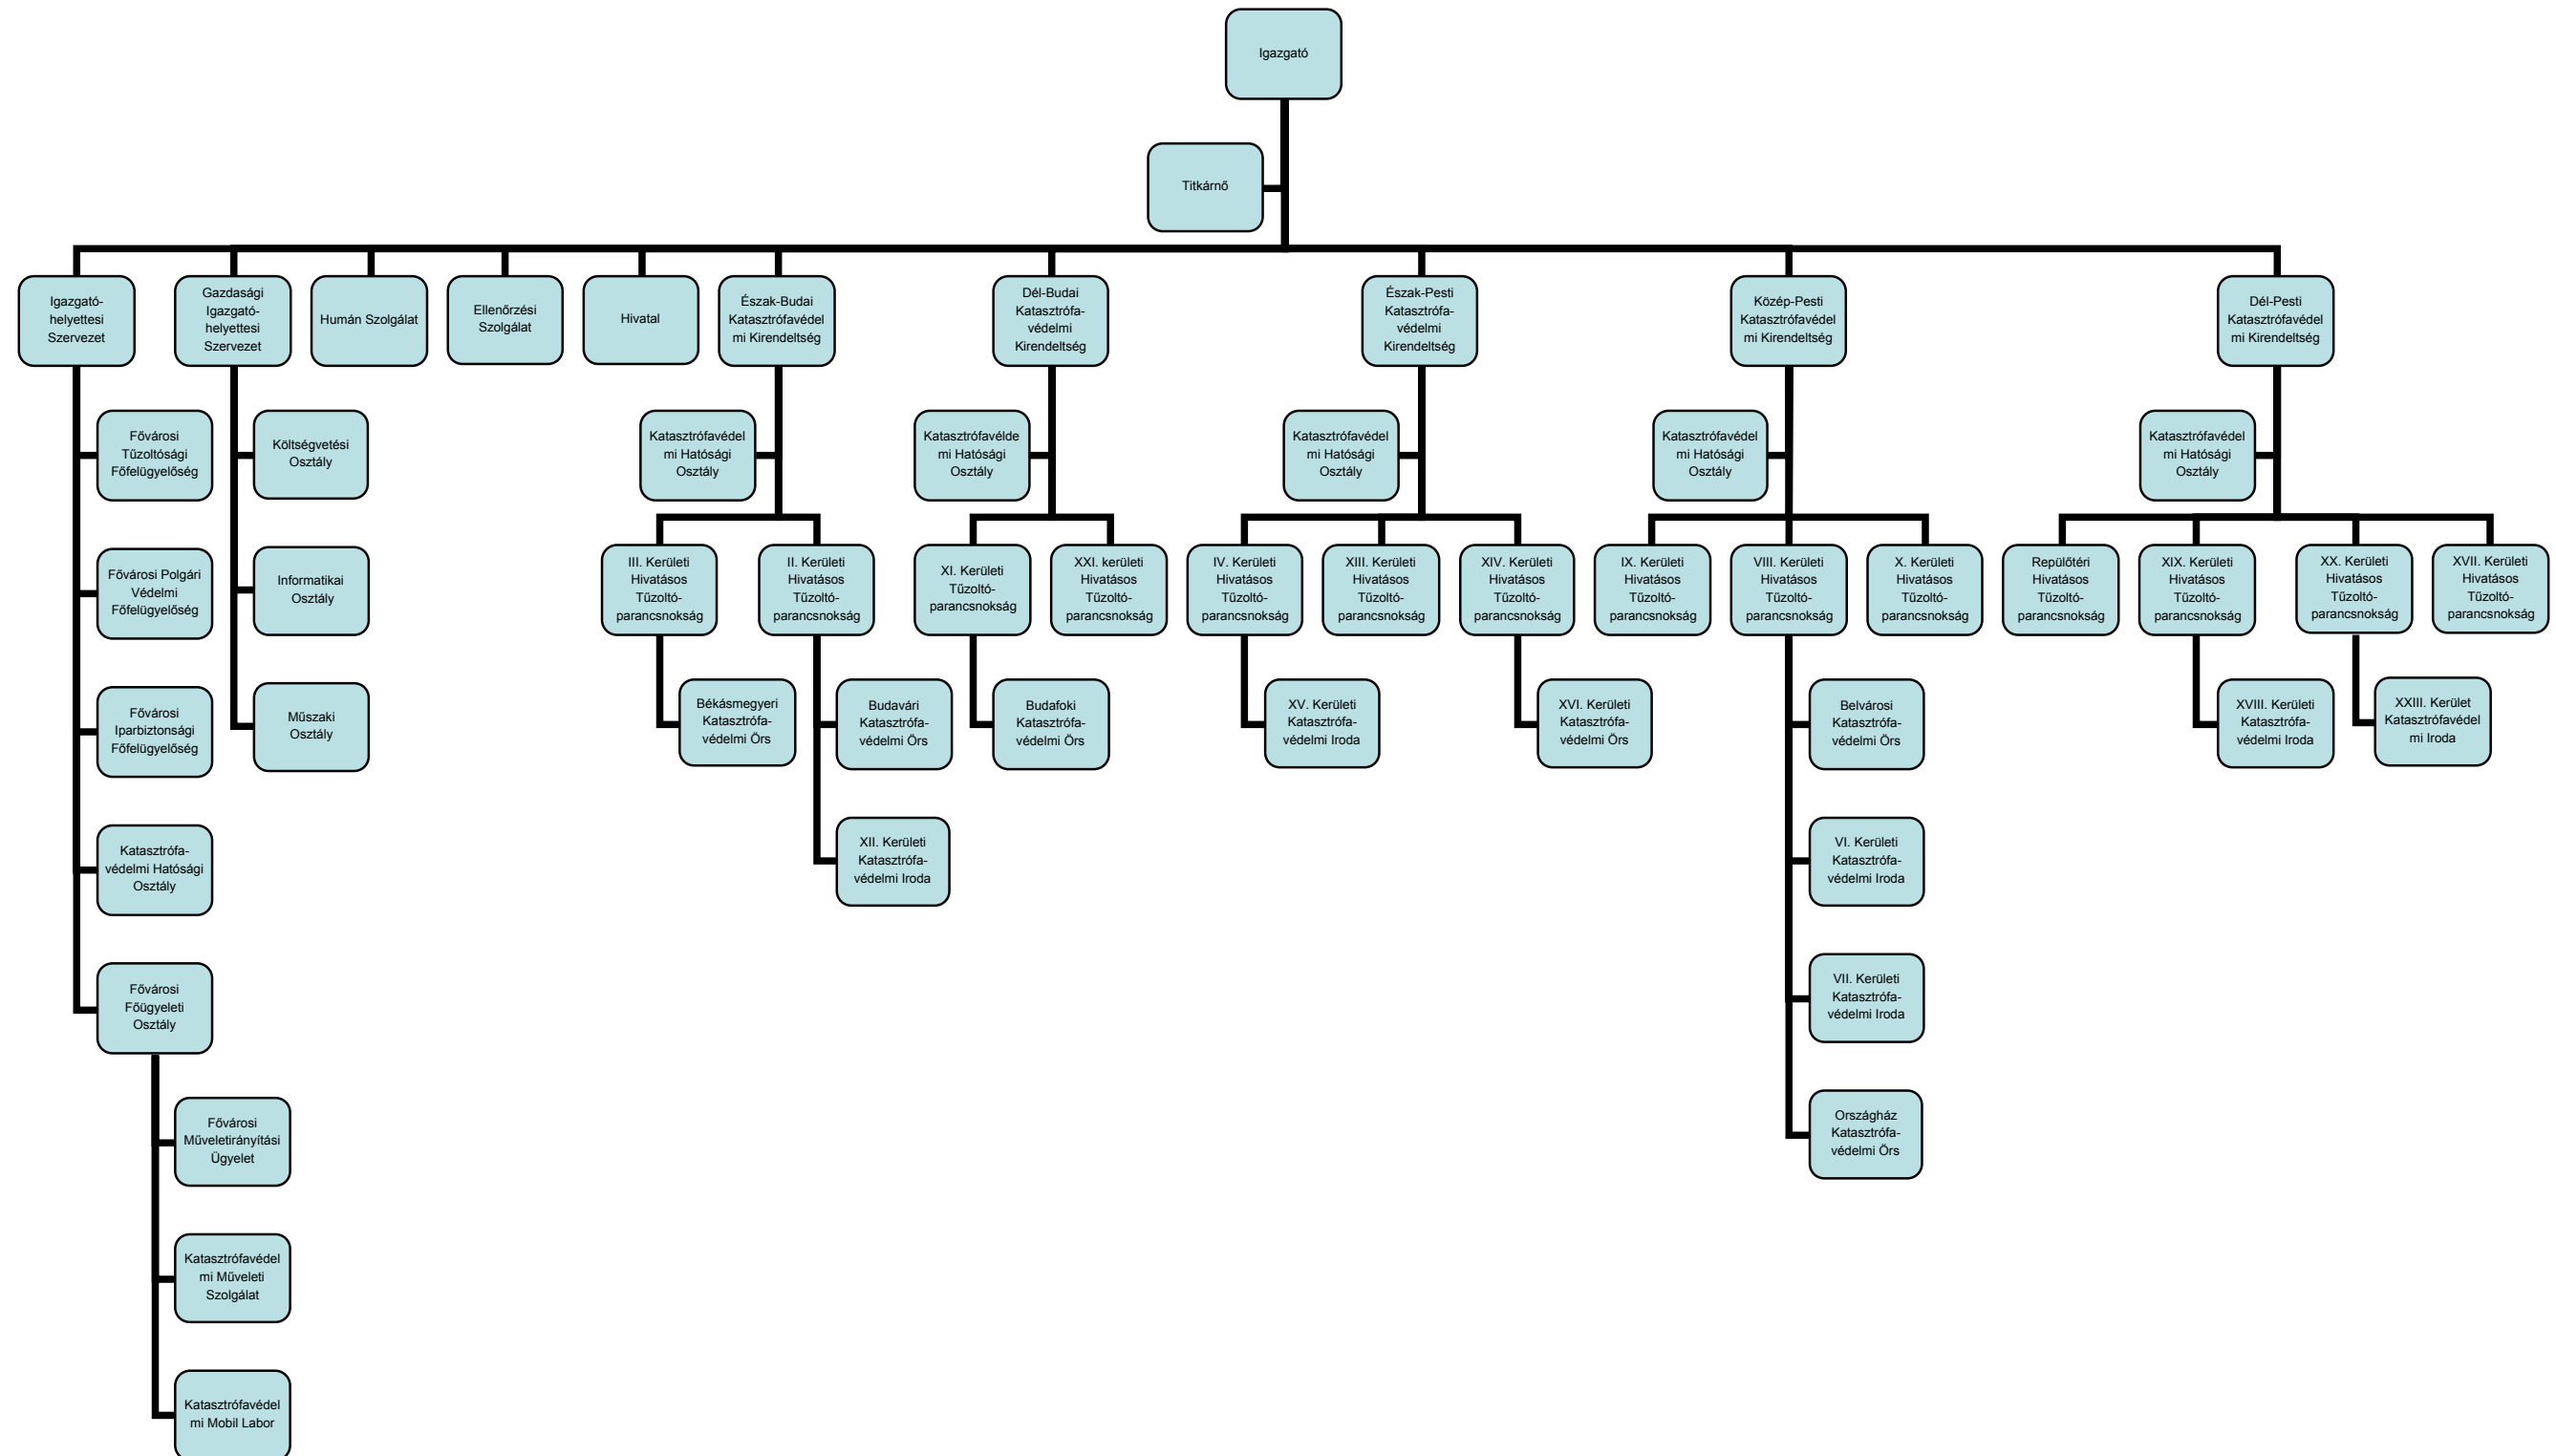 Igazgató
Titkárnő
Igazgató-
helyettesi
Szervezet
Gazdasági
Igazgató-
helyettesi
Szervezet
Humán Szolgálat
Ellenőrzési
Szolgálat
Hivatal
Észak-Budai
Katasztrófavédel
mi Kirendeltség
Dél-Budai
Katasztrófa-
védelmi
Kirendeltség
Észak-Pesti
Katasztrófa-
védelmi
Kirendeltség
Közép-Pesti
Katasztrófavédel
mi Kirendeltség
Dél-Pesti
Katasztrófavédel
mi Kirendeltség
Fővárosi
Tűzoltósági
Főfelügyelőség
Költségvetési
Osztály
Katasztrófavédel
mi Hatósági
Osztály
Katasztrófavélde
mi Hatósági
Osztály
Katasztrófavédel
mi Hatósági
Osztály
Katasztrófavédel
mi Hatósági
Osztály
Katasztrófavédel
mi Hatósági
Osztály
Fővárosi Polgári
Védelmi
Főfelügyelőség
Informatikai
Osztály
III. Kerületi
Hivatásos
Tűzoltó-
parancsnokság
II. Kerületi
Hivatásos
Tűzoltó-
parancsnokság
XI. Kerületi
Tűzoltó-
parancsnokság
XXI. kerületi
Hivatásos
Tűzoltó-
parancsnokság
IV. Kerületi
Hivatásos
Tűzoltó-
parancsnokság
XIII. Kerületi
Hivatásos
Tűzoltó-
parancsnokság
XIV. Kerületi
Hivatásos
Tűzoltó-
parancsnokság
IX. Kerületi
Hivatásos
Tűzoltó-
parancsnokság
VIII. Kerületi
Hivatásos
Tűzoltó-
parancsnokság
X. Kerületi
Hivatásos
Tűzoltó-
parancsnokság
Repülőtéri
Hivatásos
Tűzoltó-
parancsnokság
XIX. Kerületi
Hivatásos
Tűzoltó-
parancsnokság
XX. Kerületi
Hivatásos
Tűzoltó-
parancsnokság
XVII. Kerületi
Hivatásos
Tűzoltó-
parancsnokság
Fővárosi
Iparbiztonsági
Főfelügyelőség
Műszaki
Osztály
Békásmegyeri
Katasztrófa-
védelmi Örs
Budavári
Katasztrófa-
védelmi Örs
Budafoki
Katasztrófa-
védelmi Örs
XV. Kerületi
Katasztrófa-
védelmi Iroda
XVI. Kerületi
Katasztrófa-
védelmi Örs
Belvárosi
Katasztrófa-
védelmi Örs
XVIII. Kerületi
Katasztrófa-
védelmi Iroda
XXIII. Kerület
Katasztrófavédel
mi Iroda
Katasztrófa-
védelmi Hatósági
Osztály
XII. Kerületi
Katasztrófa-
védelmi Iroda
VI. Kerületi
Katasztrófa-
védelmi Iroda
Fővárosi
Főügyeleti
Osztály
VII. Kerületi
Katasztrófa-
védelmi Iroda
Fővárosi
Műveletirányítási
Ügyelet
Országház
Katasztrófa-
védelmi Örs
Katasztrófavédel
mi Műveleti
Szolgálat
Katasztrófavédel
mi Mobil Labor